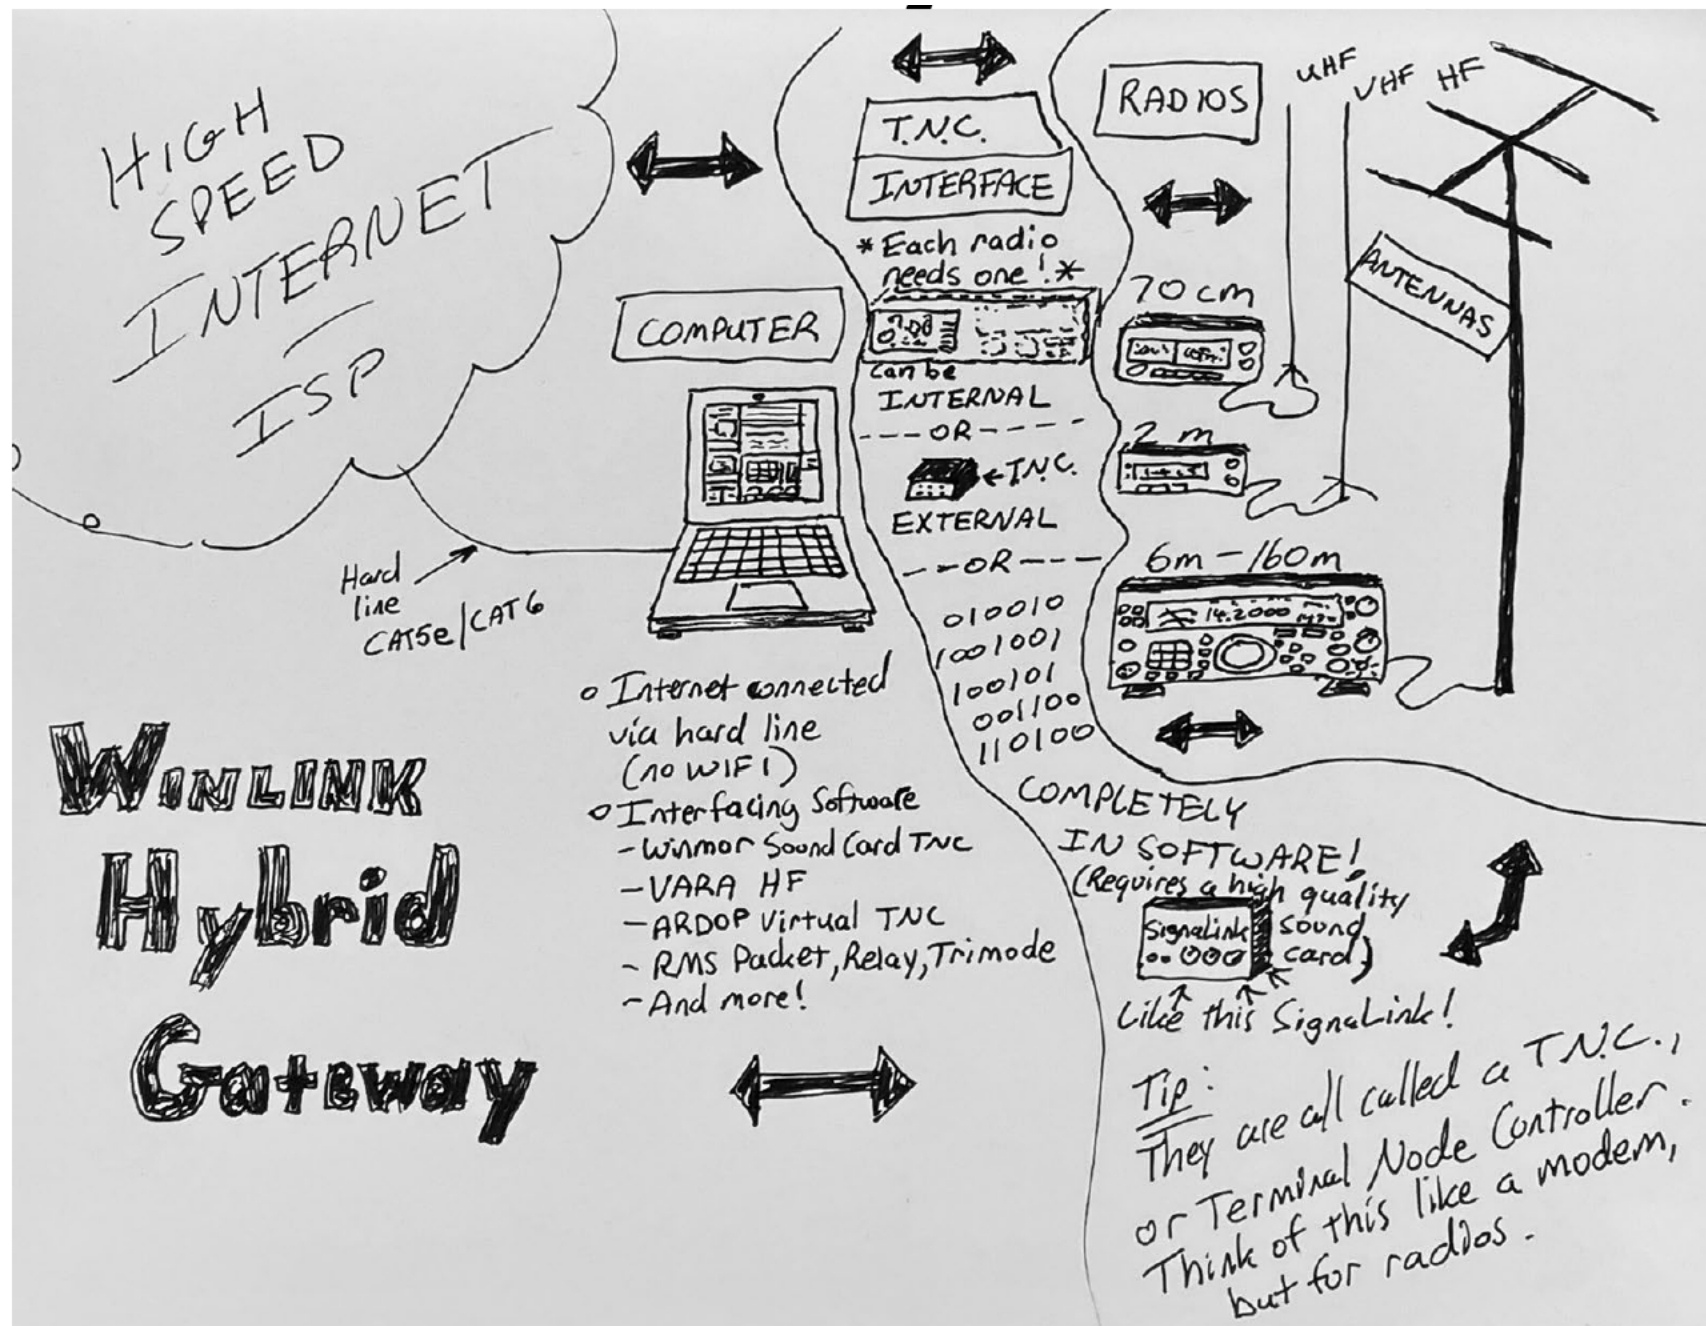 HIGH
SPEED
INTERNET
ISP
Hard
line
CAT5e/CAT6
WINLINK
Hybrid
Gateway
COMPUTER
o Internet connected
via hard line
(no WIFI)
o Interfacing Software
- Winmor Sound Card TNC
- VARA HF
- ARDOP Virtual TNC
- RMS Packet, Relay, Trimode
- And more!
T.N.C.
INTERFACE
* Each radio
needs one! *
can be
INTERNAL
--- OR ----
← T.N.C.
EXTERNAL
--- OR ---
010010
1001001
100101
001100
110100
COMPLETELY
IN SOFTWARE!
(Requires a high quality
sound
card)
SignaLink
Like this SignaLink!
Tip:
They are all called a T.N.C.,
or Terminal Node Controller.
Think of this like a modem,
but for radios.
RADIOS
UHF
VHF
HF
ANTENNAS
70cm
2m
6m-160m
14.2000